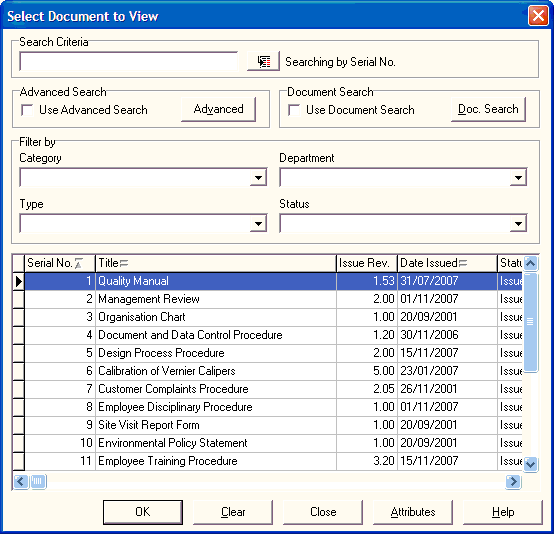 Select Document to View
Search Criteria
Searching by Serial No.
Advanced Search
Document Search
Use Advanced Search
Advanced
Use Document Search
Doc. Search
Filter by
Category
Department
Type
Status
Serial No. Title Issue Rev. Date Issued Statu
1 Quality Manual 1.53 31/07/2007 Issue
2 Management Review 2.00 01/11/2007 Issue
3 Organisation Chart 1.00 20/09/2001 Issue
4 Document and Data Control Procedure 1.20 30/11/2006 Issue
5 Design Process Procedure 2.00 15/11/2007 Issue
6 Calibration of Vernier Calipers 5.00 23/01/2007 Issue
7 Customer Complaints Procedure 2.05 26/11/2001 Issue
8 Employee Disciplinary Procedure 1.00 01/11/2007 Issue
9 Site Visit Report Form 1.00 20/09/2001 Issue
10 Environmental Policy Statement 1.00 20/09/2001 Issue
11 Employee Training Procedure 3.20 15/11/2007 Issue
OK Clear Close Attributes Help